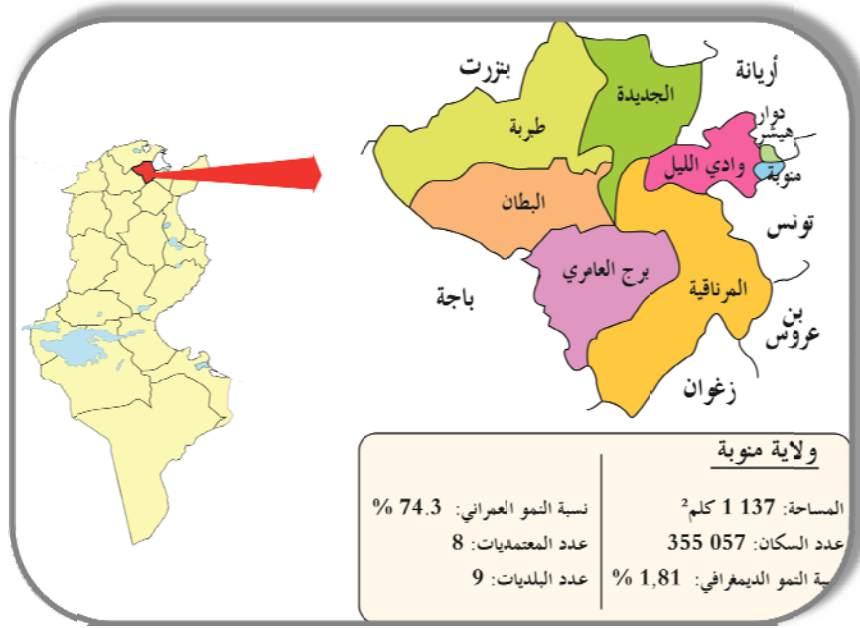 بنزرت
أريانة
الجديدة
طبربة
دوار
هيشر
وادي الليل
منوبة
البطان
تونس
برج العامري
المرناقية
باجة
بن
عروس
زغوان
ولاية منوبة
المساحة: 137 1 كلم²
عدد السكان: 057 355
سبة النمو الديمغرافي: 1,81 %
نسبة النمو العمراني: 74.3 %
عدد المعتمديات: 8
عدد البلديات: 9